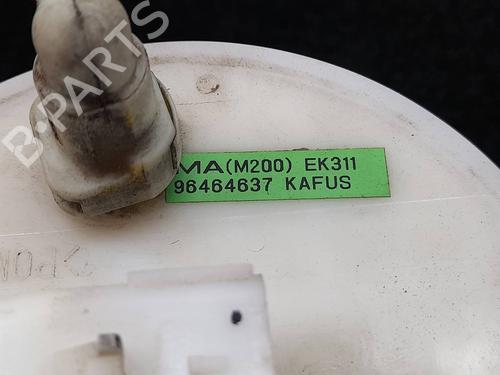 B-PARTS
MA (M200) EK311
96464637 KAFUS